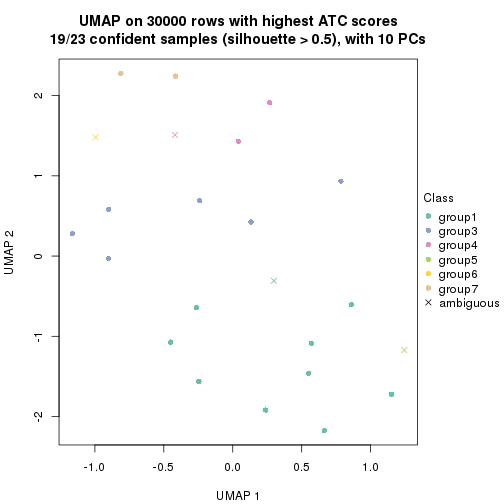 UMAP on 30000 rows with highest ATC scores
19/23 confident samples (silhouette > 0.5), with 10 PCs
2
1
0
-1
-2
UMAP 2
-1.0 -0.5 0.0 0.5 1.0
UMAP 1
Class
group1
group3
group4
group5
group6
group7
ambiguous